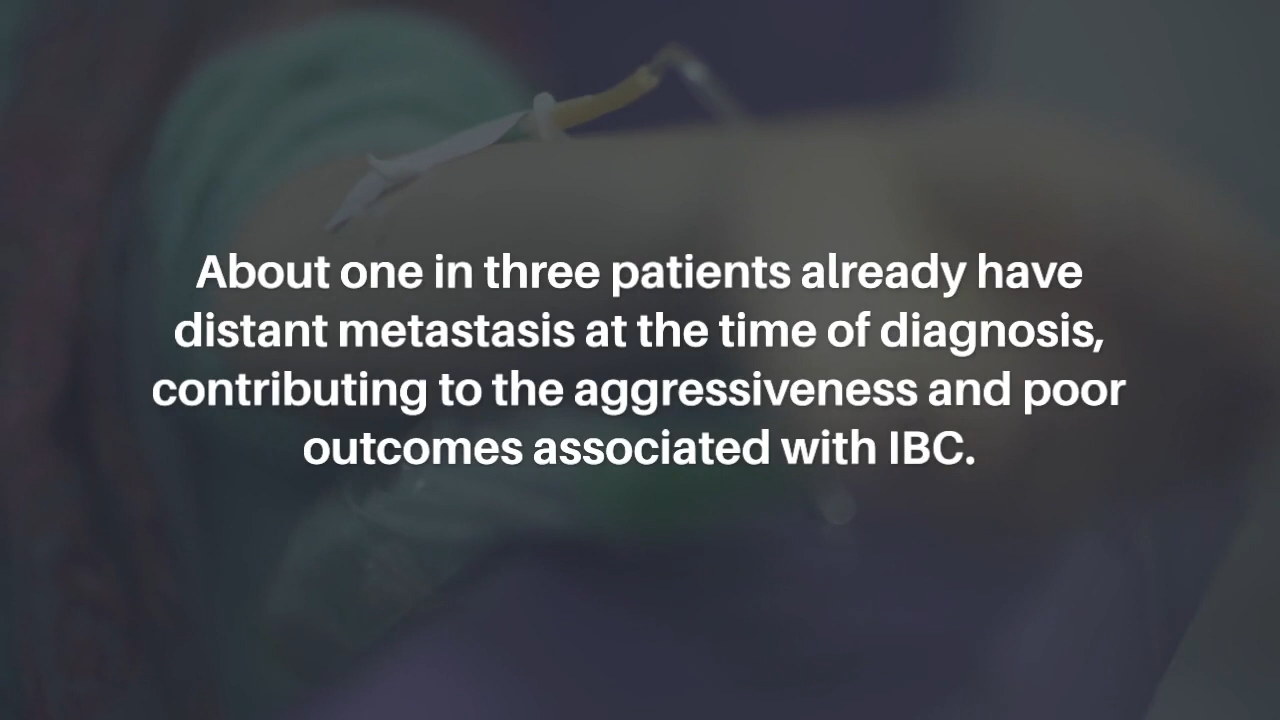 About one in three patients already have
distant metastasis at the time of diagnosis,
contributing to the aggressiveness and poor
outcomes associated with IBC.